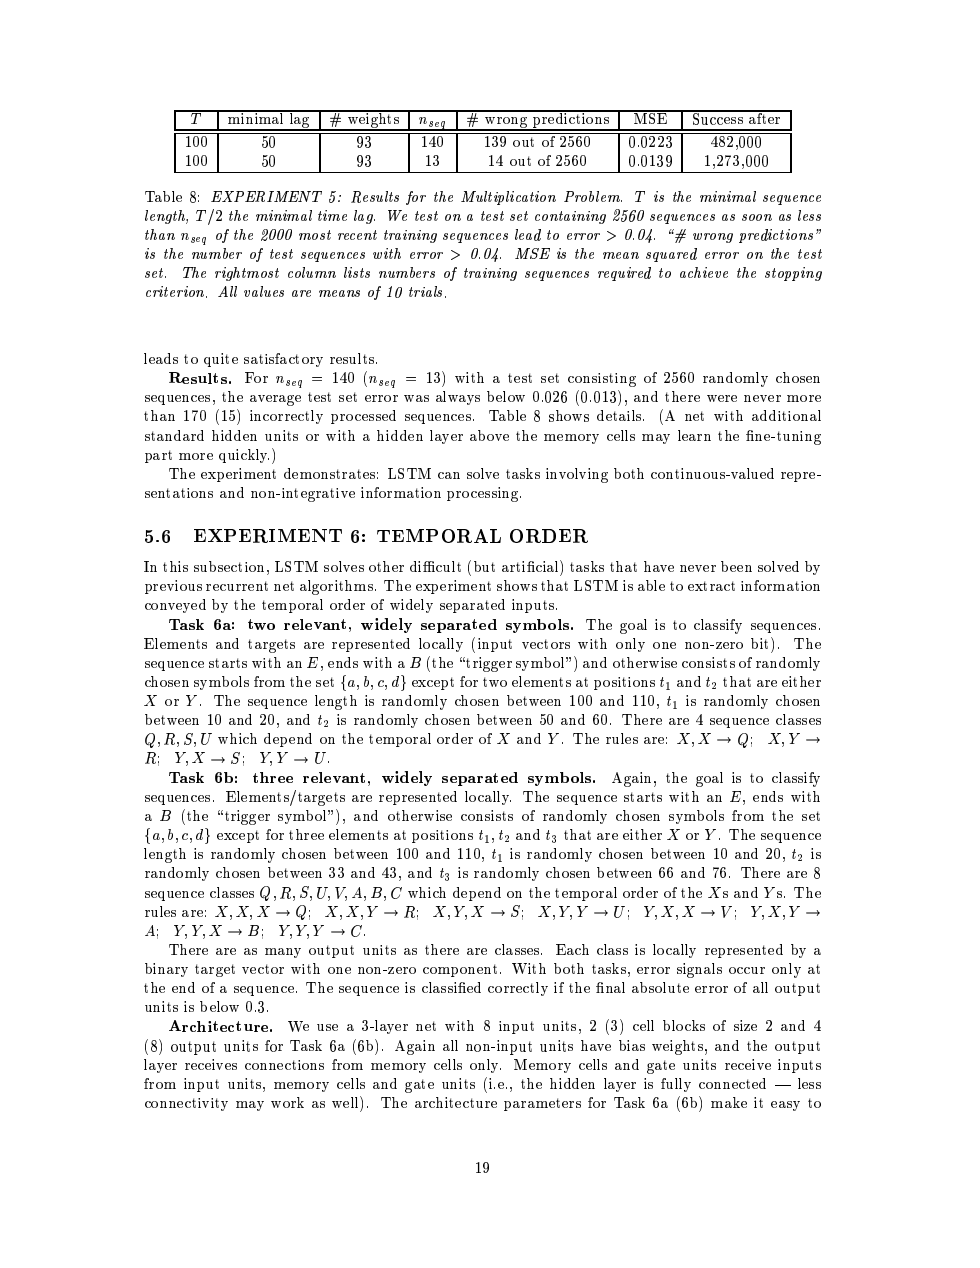 T minimal lag # weights n_seq # wrong predictions MSE Success after
100 50 93 140 139 out of 2560 0.0223 482,000
100 50 93 13 14 out of 2560 0.0139 1,273,000
Table 8: EXPERIMENT 5: Results for the Multiplication Problem. T is the minimal sequence
length, T/2 the minimal time lag. We test on a test set containing 2560 sequences as soon as less
than n_seq of the 2000 most recent training sequences lead to error > 0.04. “# wrong predictions”
is the number of test sequences with error > 0.04. MSE is the mean squared error on the test
set. The rightmost column lists numbers of training sequences required to achieve the stopping
criterion. All values are means of 10 trials.
leads to quite satisfactory results.
Results. For n_seq = 140 (n_seq = 13) with a test set consisting of 2560 randomly chosen
sequences, the average test set error was always below 0.026 (0.013), and there were never more
than 170 (15) incorrectly processed sequences. Table 8 shows details. (A net with additional
standard hidden units or with a hidden layer above the memory cells may learn the fine-tuning
part more quickly.)
The experiment demonstrates: LSTM can solve tasks involving both continuous-valued repre-
sentations and non-integrative information processing.
5.6 EXPERIMENT 6: TEMPORAL ORDER
In this subsection, LSTM solves other difficult (but artificial) tasks that have never been solved by
previous recurrent net algorithms. The experiment shows that LSTM is able to extract information
conveyed by the temporal order of widely separated inputs.
Task 6a: two relevant, widely separated symbols. The goal is to classify sequences.
Elements and targets are represented locally (input vectors with only one non-zero bit). The
sequence starts with an E, ends with a B (the “trigger symbol”) and otherwise consists of randomly
chosen symbols from the set {a, b, c, d} except for two elements at positions t₁ and t₂ that are either
X or Y. The sequence length is randomly chosen between 100 and 110, t₁ is randomly chosen
between 10 and 20, and t₂ is randomly chosen between 50 and 60. There are 4 sequence classes
Q, R, S, U which depend on the temporal order of X and Y. The rules are: X, X → Q; X, Y →
R; Y, X → S; Y, Y → U.
Task 6b: three relevant, widely separated symbols. Again, the goal is to classify
sequences. Elements/targets are represented locally. The sequence starts with an E, ends with
a B (the “trigger symbol”), and otherwise consists of randomly chosen symbols from the set
{a, b, c, d} except for three elements at positions t₁, t₂ and t₃ that are either X or Y. The sequence
length is randomly chosen between 100 and 110, t₁ is randomly chosen between 10 and 20, t₂ is
randomly chosen between 33 and 43, and t₃ is randomly chosen between 66 and 76. There are 8
sequence classes Q, R, S, U, V, A, B, C which depend on the temporal order of the Xs and Ys. The
rules are: X, X, X → Q; X, X, Y → R; X, Y, X → S; X, Y, Y → U; Y, X, X → V; Y, X, Y →
A; Y, Y, X → B; Y, Y, Y → C.
There are as many output units as there are classes. Each class is locally represented by a
binary target vector with one non-zero component. With both tasks, error signals occur only at
the end of a sequence. The sequence is classified correctly if the final absolute error of all output
units is below 0.3.
Architecture. We use a 3-layer net with 8 input units, 2 (3) cell blocks of size 2 and 4
(8) output units for Task 6a (6b). Again all non-input units have bias weights, and the output
layer receives connections from memory cells only. Memory cells and gate units receive inputs
from input units, memory cells and gate units (i.e., the hidden layer is fully connected — less
connectivity may work as well). The architecture parameters for Task 6a (6b) make it easy to
19